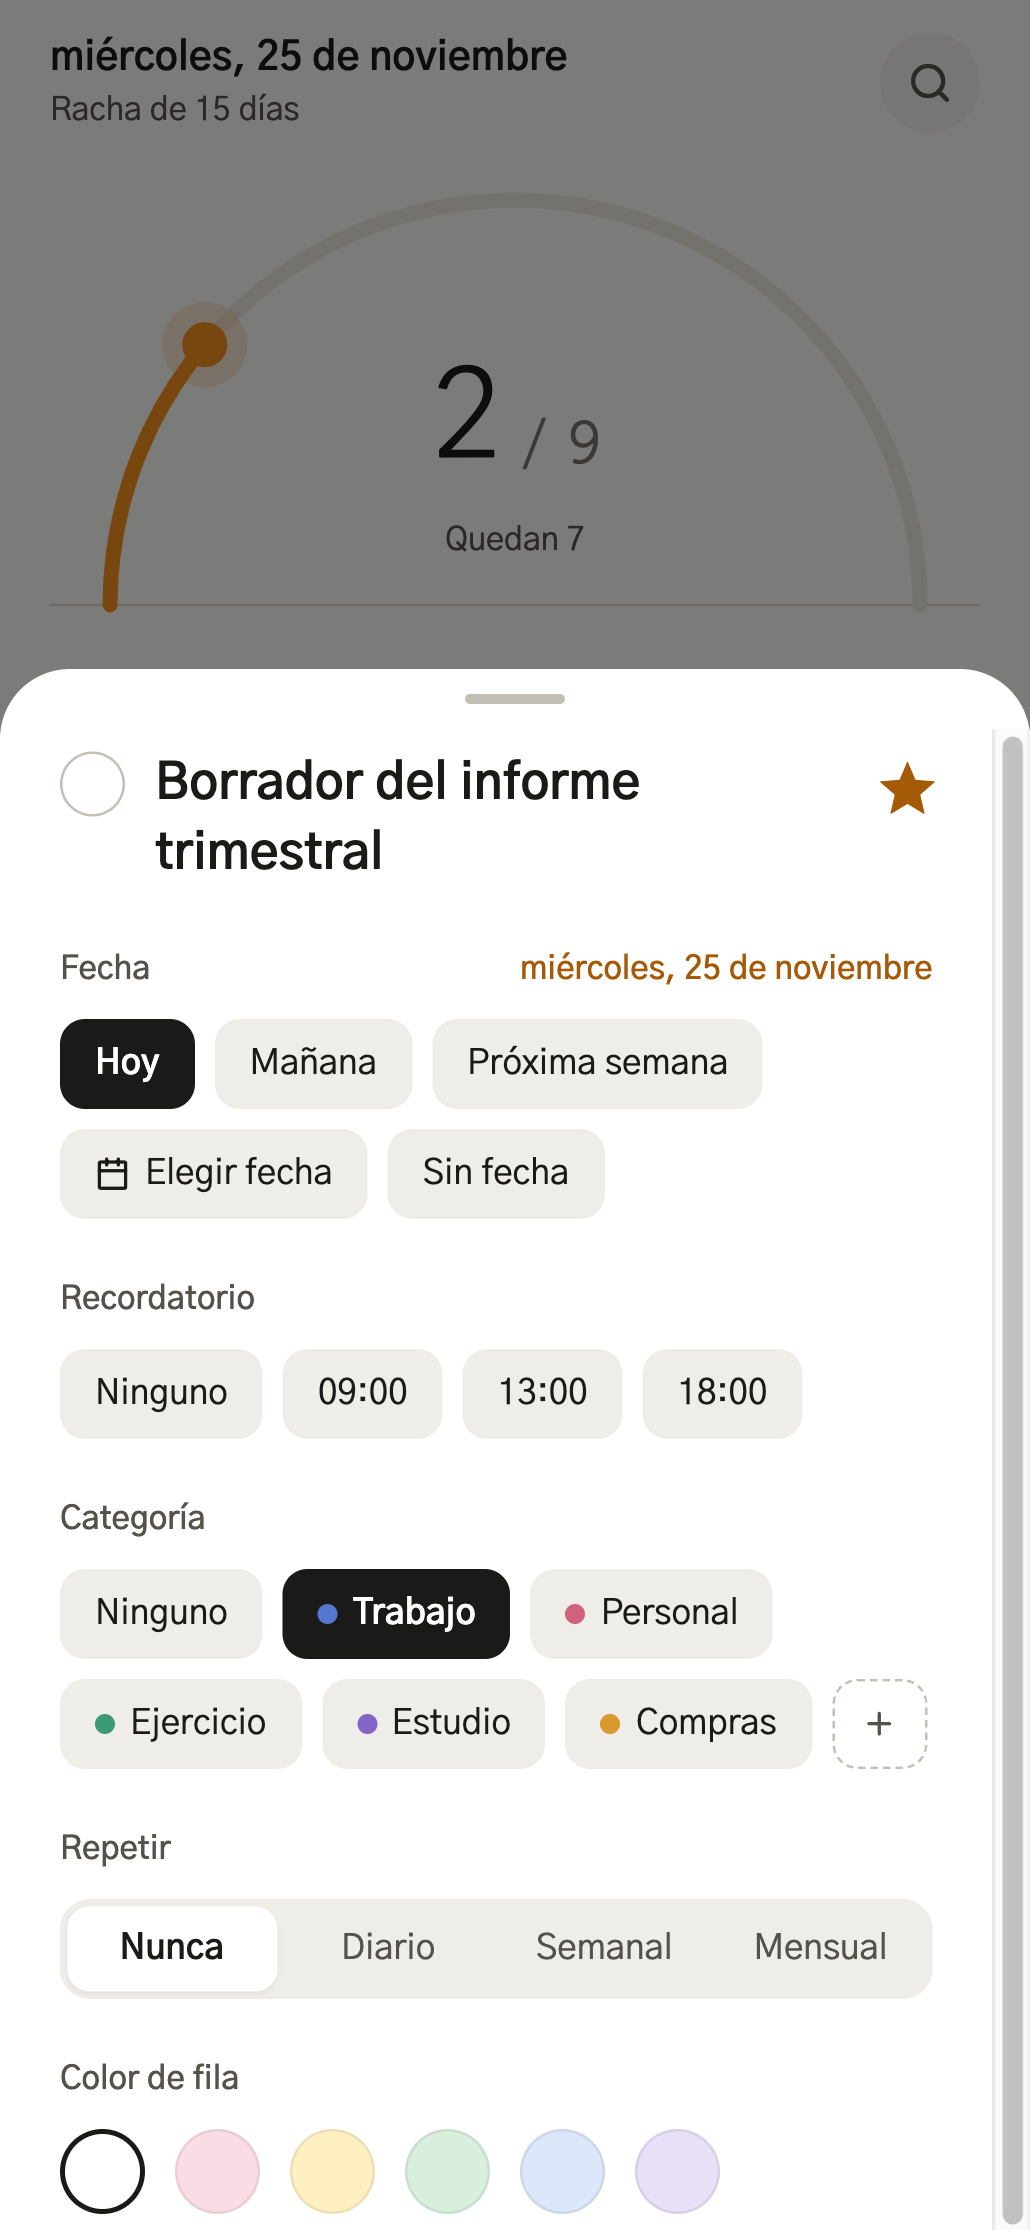 miércoles, 25 de noviembre
Racha de 15 días
2 / 9
Quedan 7
Borrador del informe
trimestral
Fecha
miércoles, 25 de noviembre
Hoy
Mañana
Próxima semana
Elegir fecha
Sin fecha
Recordatorio
Ninguno
09:00
13:00
18:00
Categoría
Ninguno
Trabajo
Personal
Ejercicio
Estudio
Compras
+
Repetir
Nunca
Diario
Semanal
Mensual
Color de fila